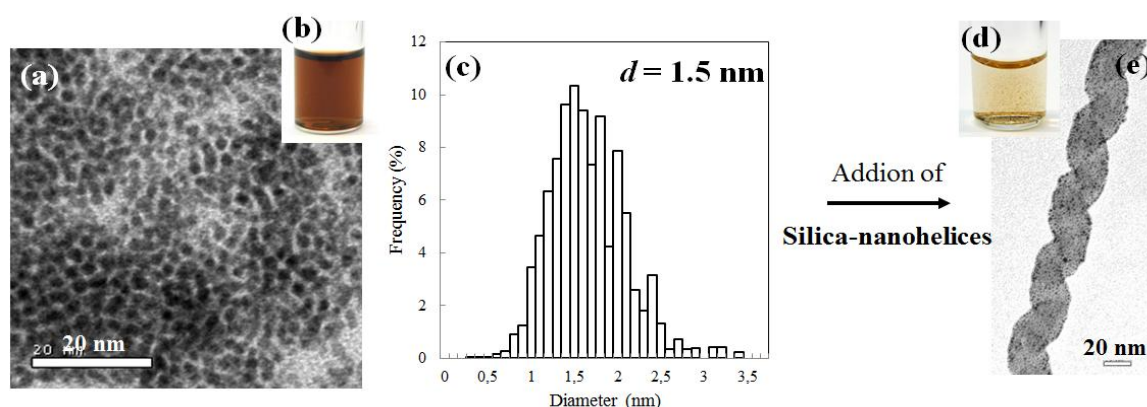 (a)
20 nm
20 nm
(b)
(c)
d = 1.5 nm
12
10
8
6
4
2
0
Frequency (%)
0 0,5 1 1,5 2 2,5 3 3,5
Diameter (nm)
Addion of
Silica-nanohelices
(d)
(e)
20 nm